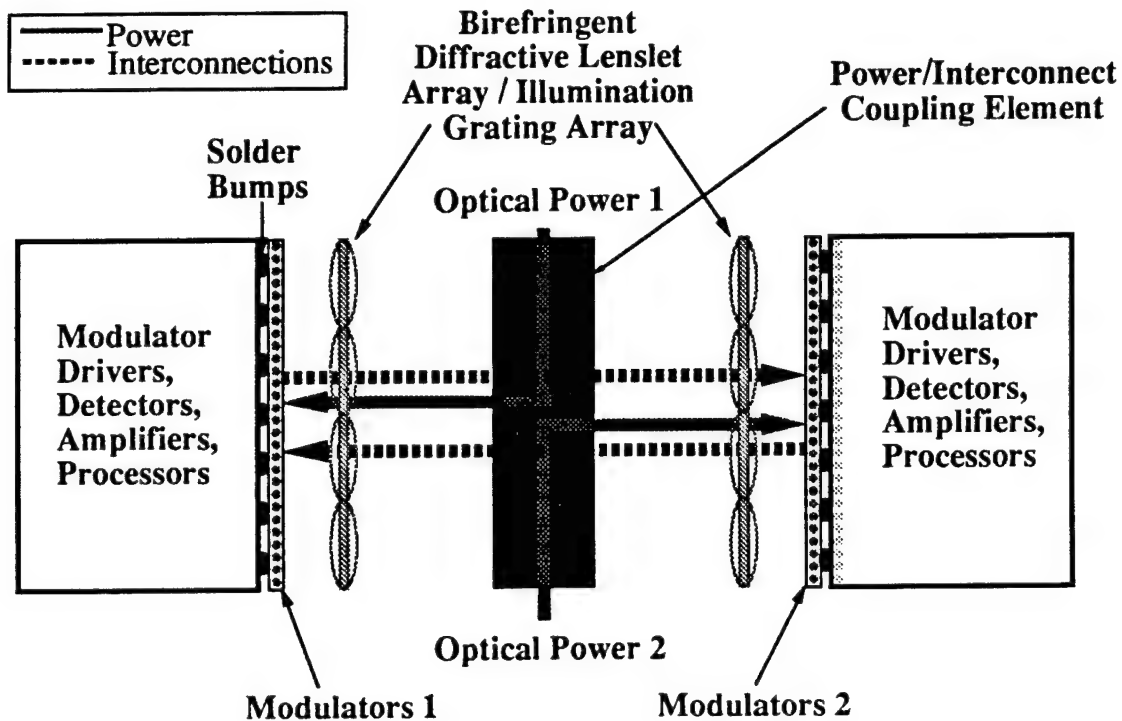 Power
Interconnections
Birefringent
Diffractive Lenslet
Array / Illumination
Grating Array
Power/Interconnect
Coupling Element
Solder
Bumps
Optical Power 1
Modulator
Drivers,
Detectors,
Amplifiers,
Processors
Modulator
Drivers,
Detectors,
Amplifiers,
Processors
Optical Power 2
Modulators 1
Modulators 2